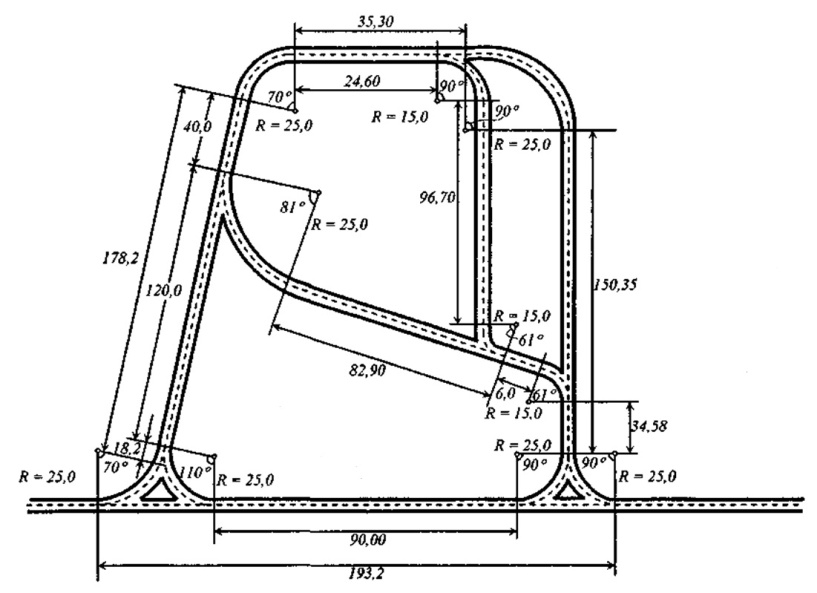 35,30
24,60
70°
90°
R = 25,0
R = 15,0
90°
R = 25,0
40,0
96,70
81°
R = 25,0
178,2
120,0
150,35
R = 15,0
61°
82,90
6,0
61°
R = 15,0
34,58
18,2
70°
110°
R = 25,0
R = 25,0
R = 25,0
90°
90°
R = 25,0
90,00
193,2